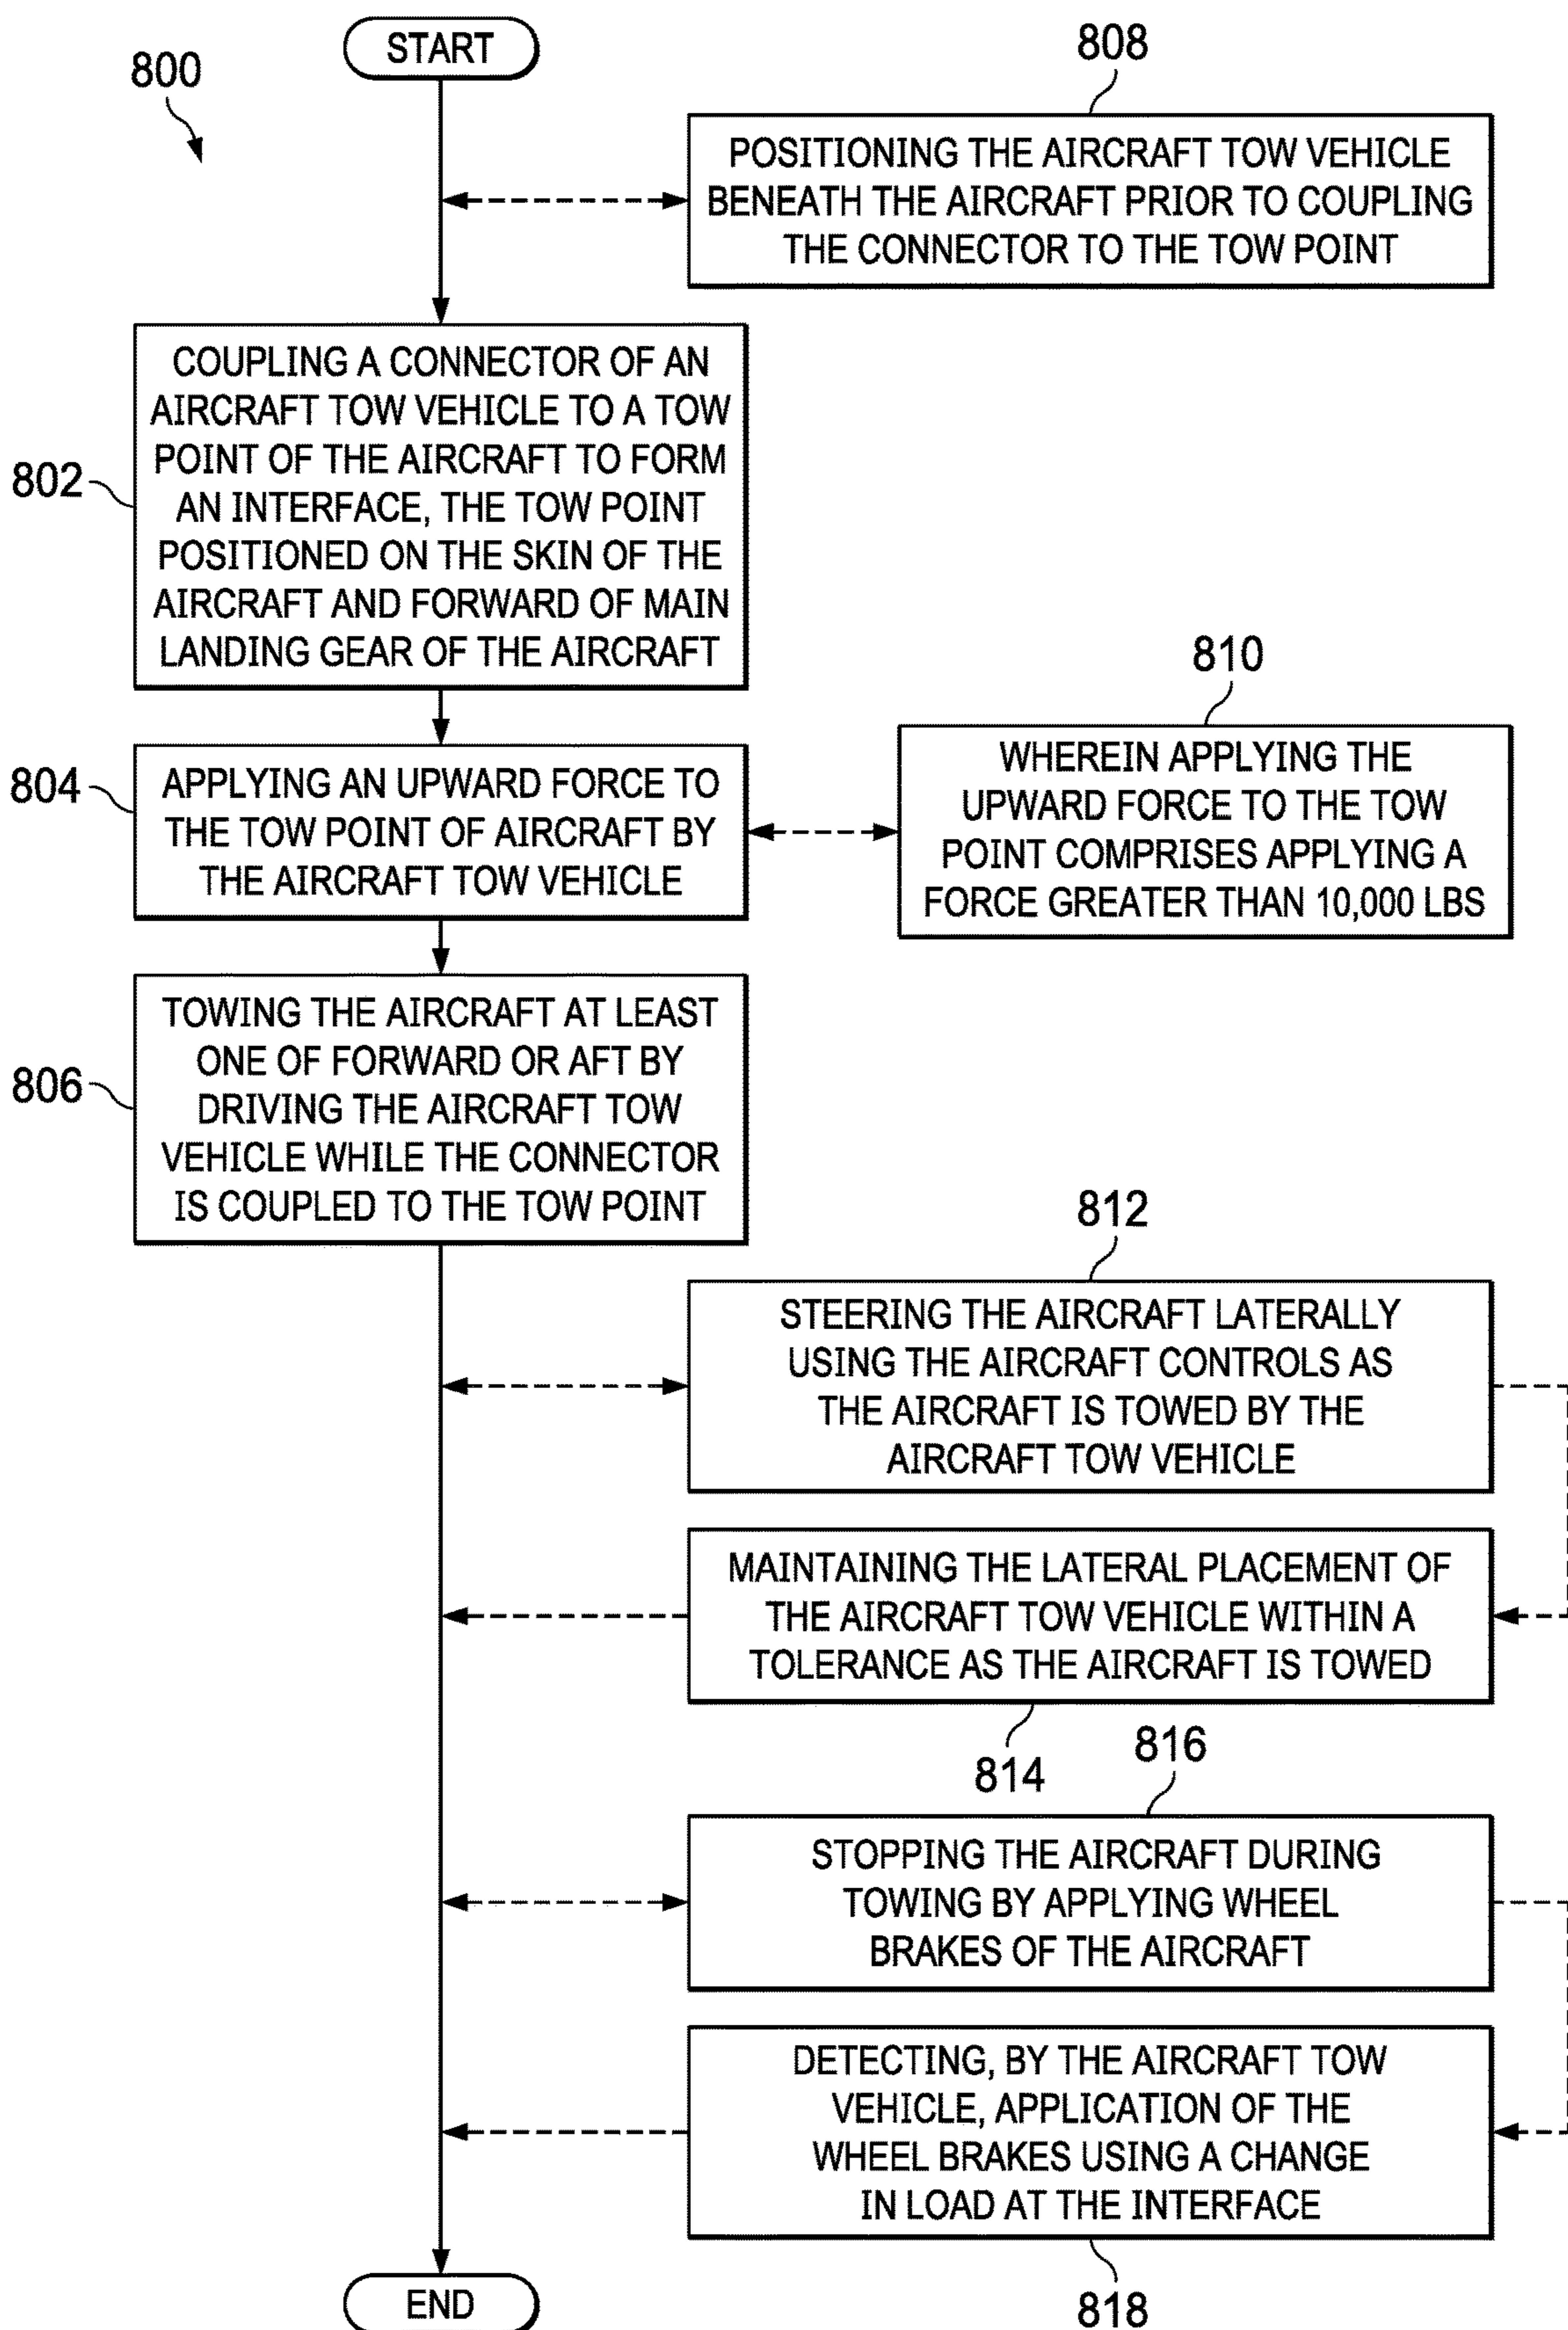 START
800
808
POSITIONING THE AIRCRAFT TOW VEHICLE
BENEATH THE AIRCRAFT PRIOR TO COUPLING
THE CONNECTOR TO THE TOW POINT
802
COUPLING A CONNECTOR OF AN
AIRCRAFT TOW VEHICLE TO A TOW
POINT OF THE AIRCRAFT TO FORM
AN INTERFACE, THE TOW POINT
POSITIONED ON THE SKIN OF THE
AIRCRAFT AND FORWARD OF MAIN
LANDING GEAR OF THE AIRCRAFT
804
APPLYING AN UPWARD FORCE TO
THE TOW POINT OF AIRCRAFT BY
THE AIRCRAFT TOW VEHICLE
810
WHEREIN APPLYING THE
UPWARD FORCE TO THE TOW
POINT COMPRISES APPLYING A
FORCE GREATER THAN 10,000 LBS
806
TOWING THE AIRCRAFT AT LEAST
ONE OF FORWARD OR AFT BY
DRIVING THE AIRCRAFT TOW
VEHICLE WHILE THE CONNECTOR
IS COUPLED TO THE TOW POINT
812
STEERING THE AIRCRAFT LATERALLY
USING THE AIRCRAFT CONTROLS AS
THE AIRCRAFT IS TOWED BY THE
AIRCRAFT TOW VEHICLE
MAINTAINING THE LATERAL PLACEMENT OF
THE AIRCRAFT TOW VEHICLE WITHIN A
TOLERANCE AS THE AIRCRAFT IS TOWED
814
816
STOPPING THE AIRCRAFT DURING
TOWING BY APPLYING WHEEL
BRAKES OF THE AIRCRAFT
DETECTING, BY THE AIRCRAFT TOW
VEHICLE, APPLICATION OF THE
WHEEL BRAKES USING A CHANGE
IN LOAD AT THE INTERFACE
818
END